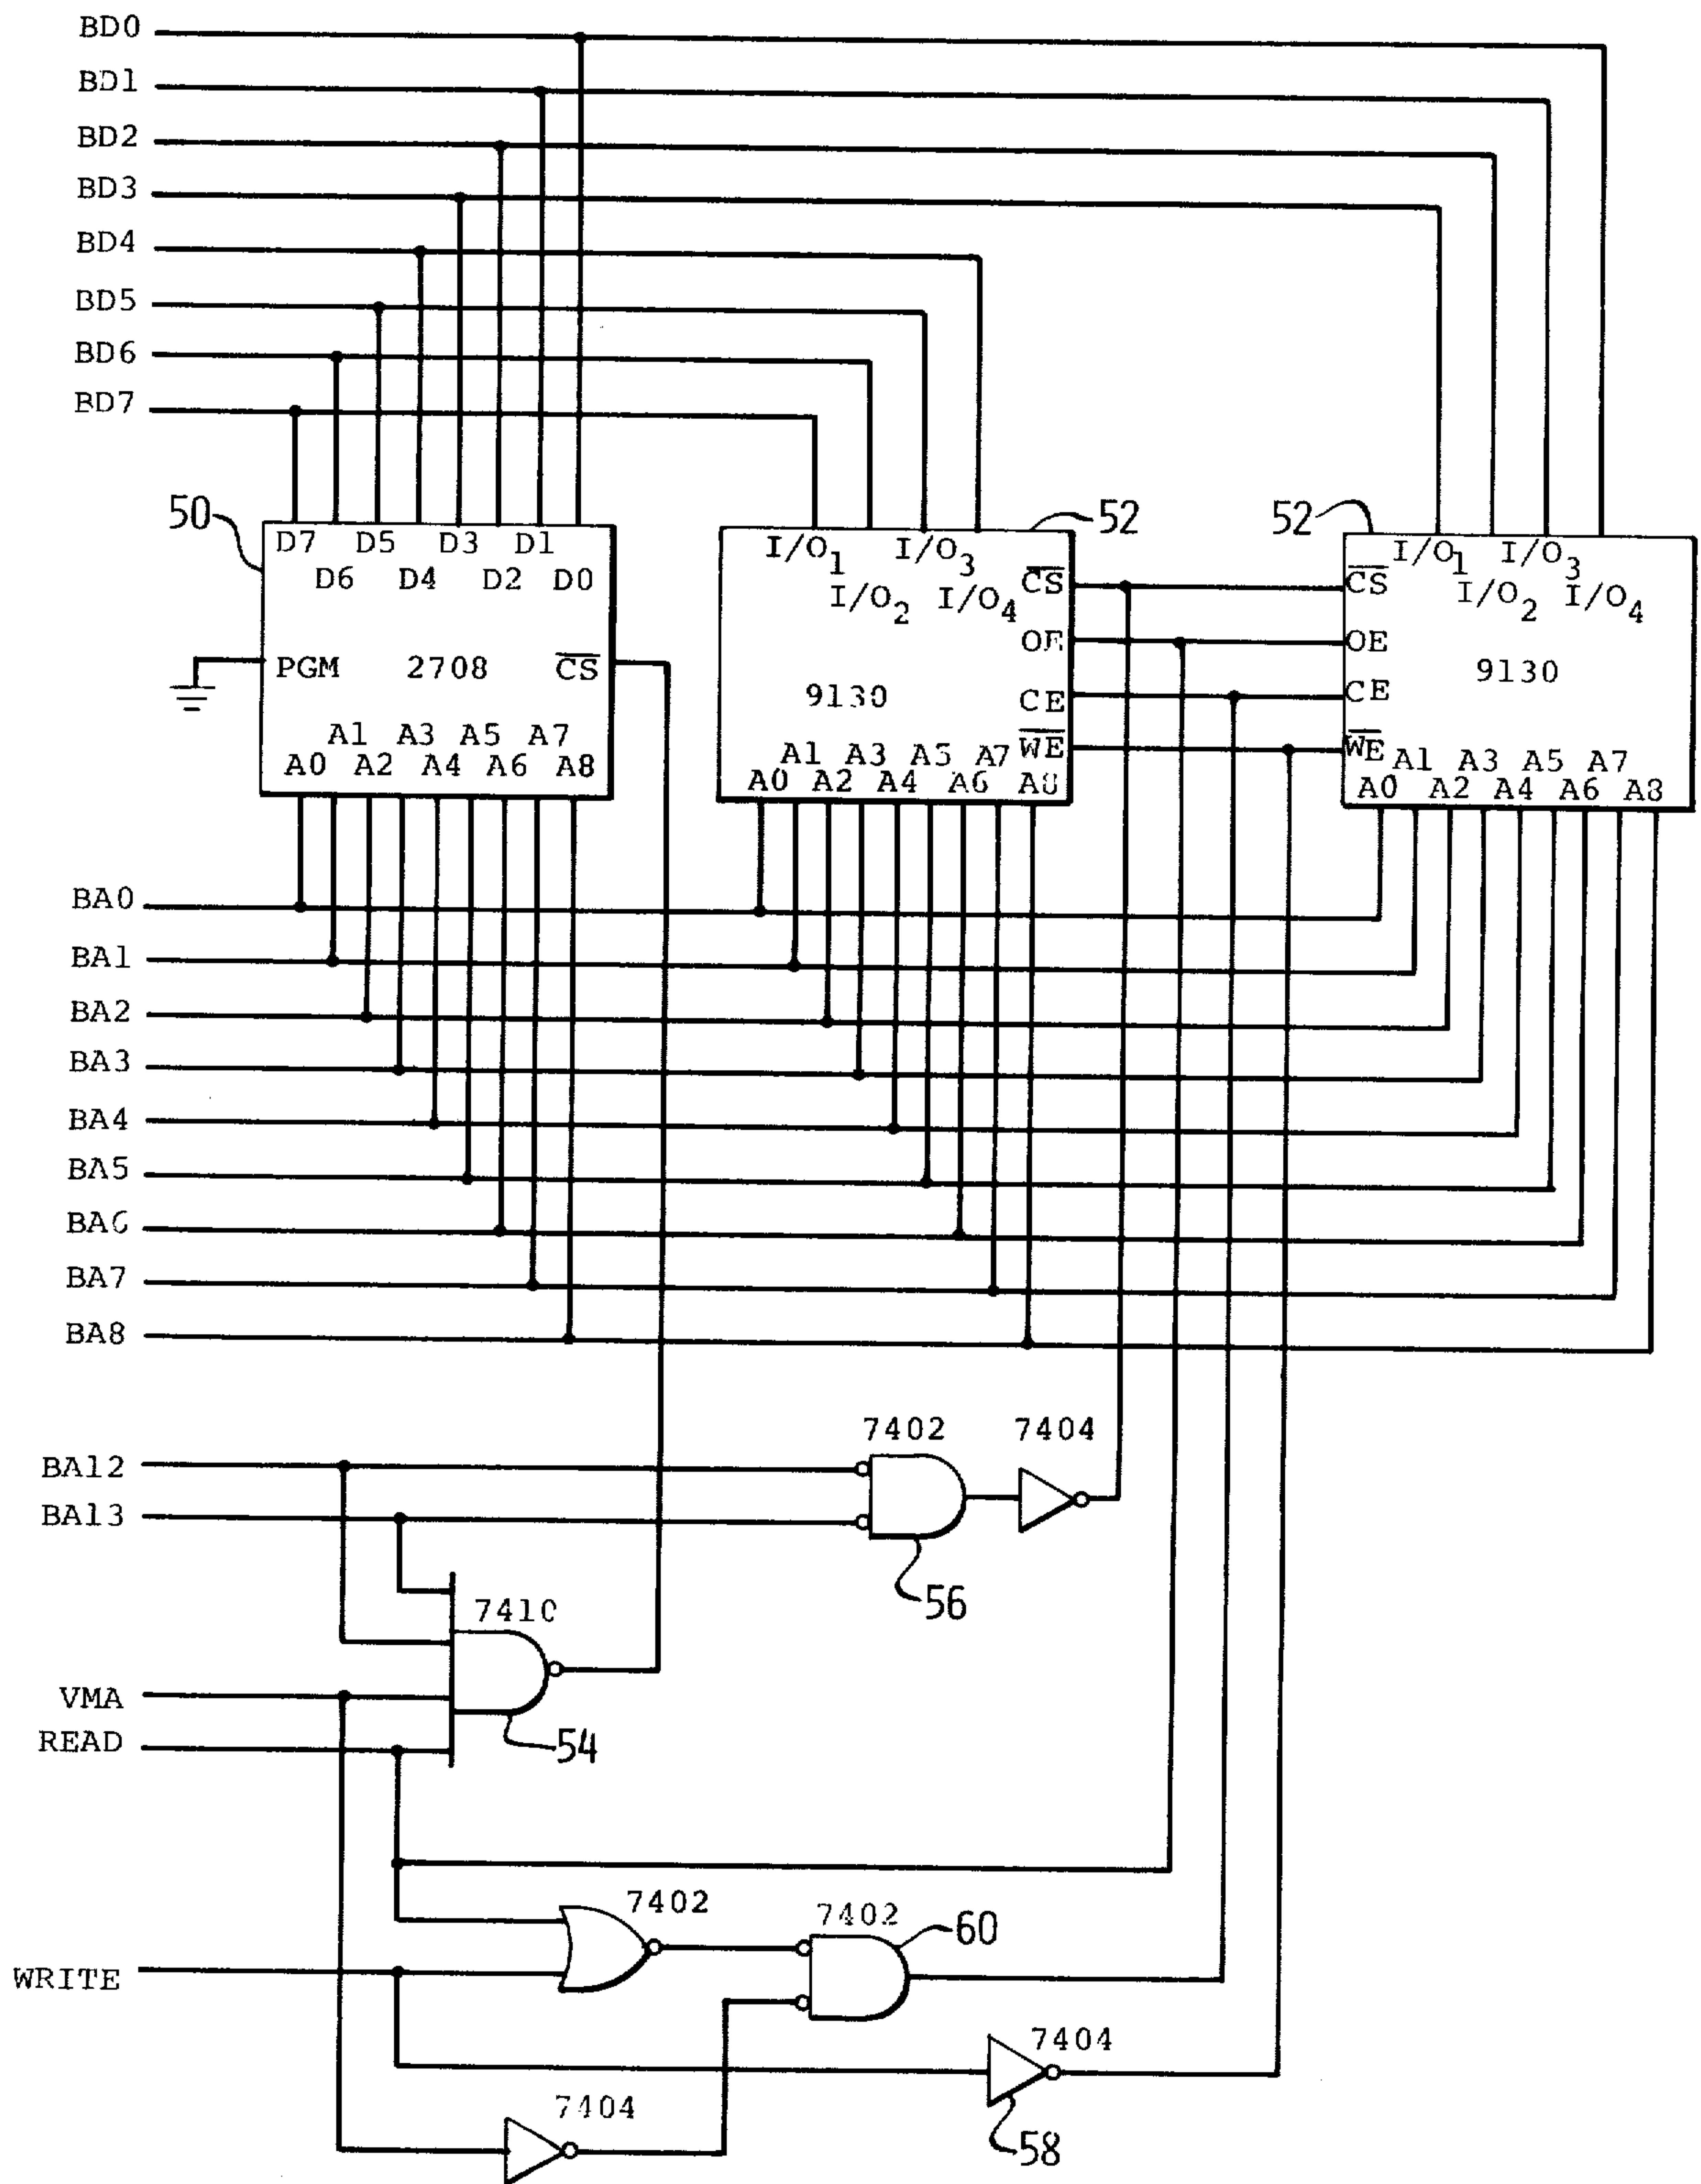 BD0
BD1
BD2
BD3
BD4
BD5
BD6
BD7
50
52
52
D7 D5 D3 D1
D6 D4 D2 D0
PGM 2708 CS
A1 A3 A5 A7
A0 A2 A4 A6 A8
I/O1 I/O3
I/O2 I/O4
CS
OE
CE
WE
9130
A1 A3 A5 A7
A0 A2 A4 A6 A8
I/O1 I/O3
I/O2 I/O4
CS
OE
CE
WE
9130
A1 A3 A5 A7
A0 A2 A4 A6 A8
BA0
BA1
BA2
BA3
BA4
BA5
BA6
BA7
BA8
7402 7404
BA12
BA13
56
7410
VMA
READ
54
7402 7402
60
WRITE
7404
58
7404